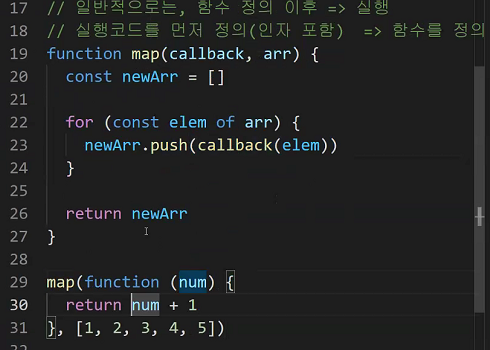 17 // 일반적으로는, 함수 정의 이후 => 실행
18 // 실행코드를 먼저 정의(인자 포함)  => 함수를 정의
19 function map(callback, arr) {
20   const newArr = []
21
22   for (const elem of arr) {
23     newArr.push(callback(elem))
24   }
25
26   return newArr
27 }
28
29 map(function (num) {
30   return num + 1
31 }, [1, 2, 3, 4, 5])